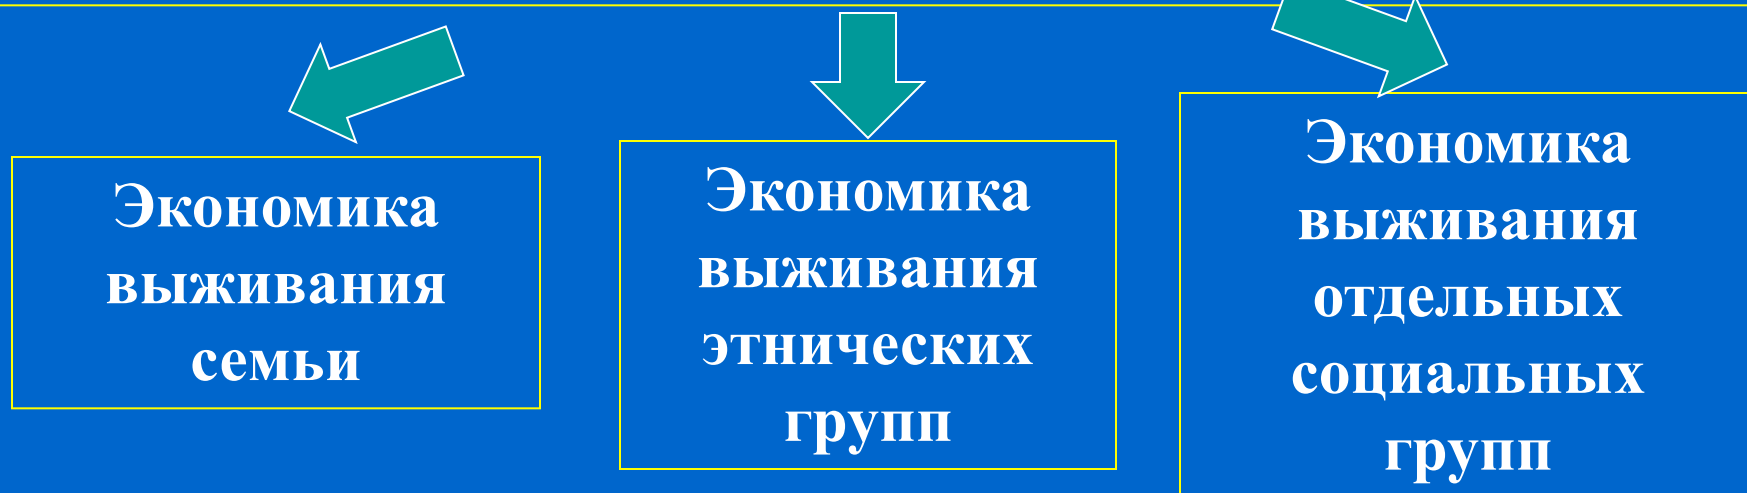 Экономика
выживания
семьи
Экономика
выживания
этнических
групп
Экономика
выживания
отдельных
социальных
групп